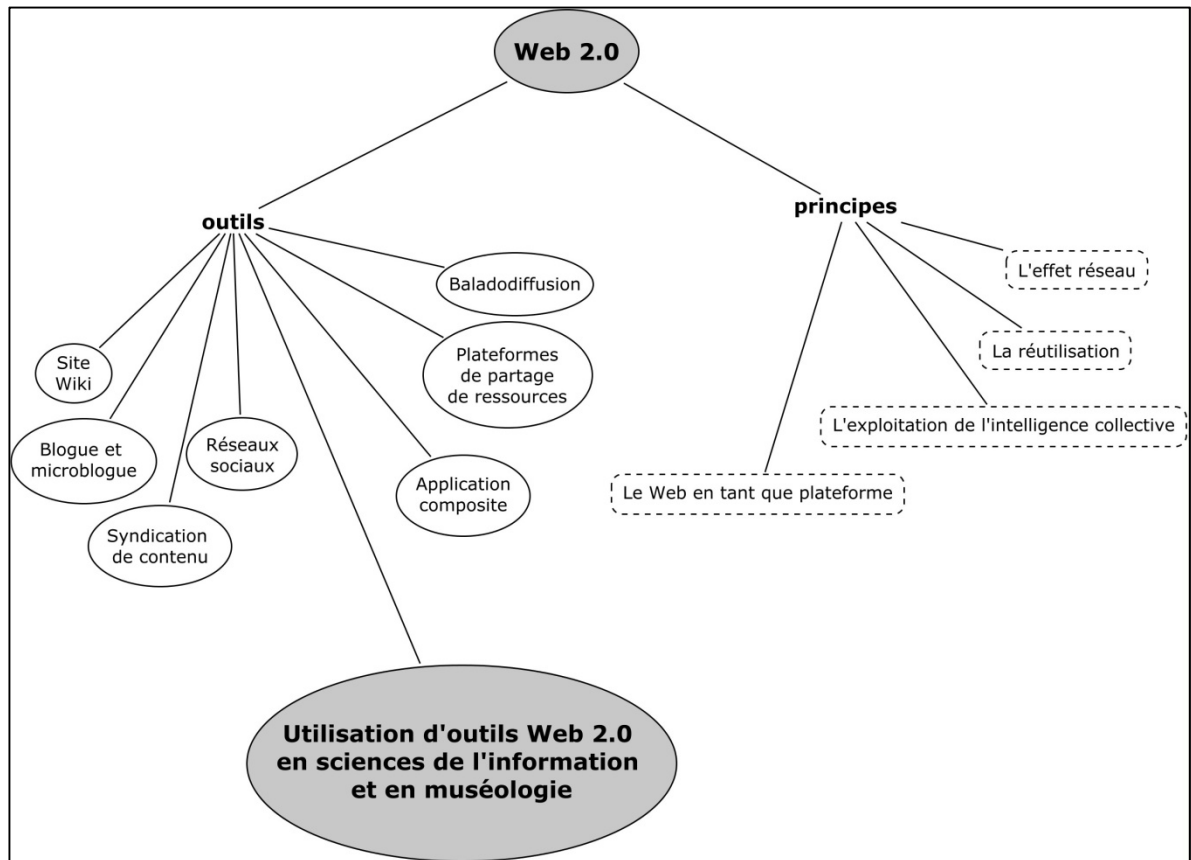 Web 2.0
outils
principes
Baladodiffusion
L'effet réseau
Plateformes
de partage
de ressources
La réutilisation
Site
Wiki
L'exploitation de l'intelligence collective
Blogue et
microblogue
Réseaux
sociaux
Application
composite
Le Web en tant que plateforme
Syndication
de contenu
Utilisation d'outils Web 2.0
en sciences de l'information
et en muséologie